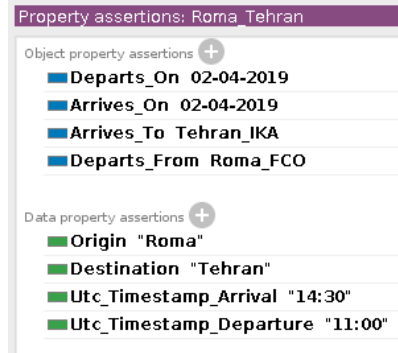 Property assertions: Roma_Tehran
Object property assertions
Departs_On 02-04-2019
Arrives_On 02-04-2019
Arrives_To Tehran_IKA
Departs_From Roma_FCO
Data property assertions
Origin "Roma"
Destination "Tehran"
Utc_Timestamp_Arrival "14:30"
Utc_Timestamp_Departure "11:00"